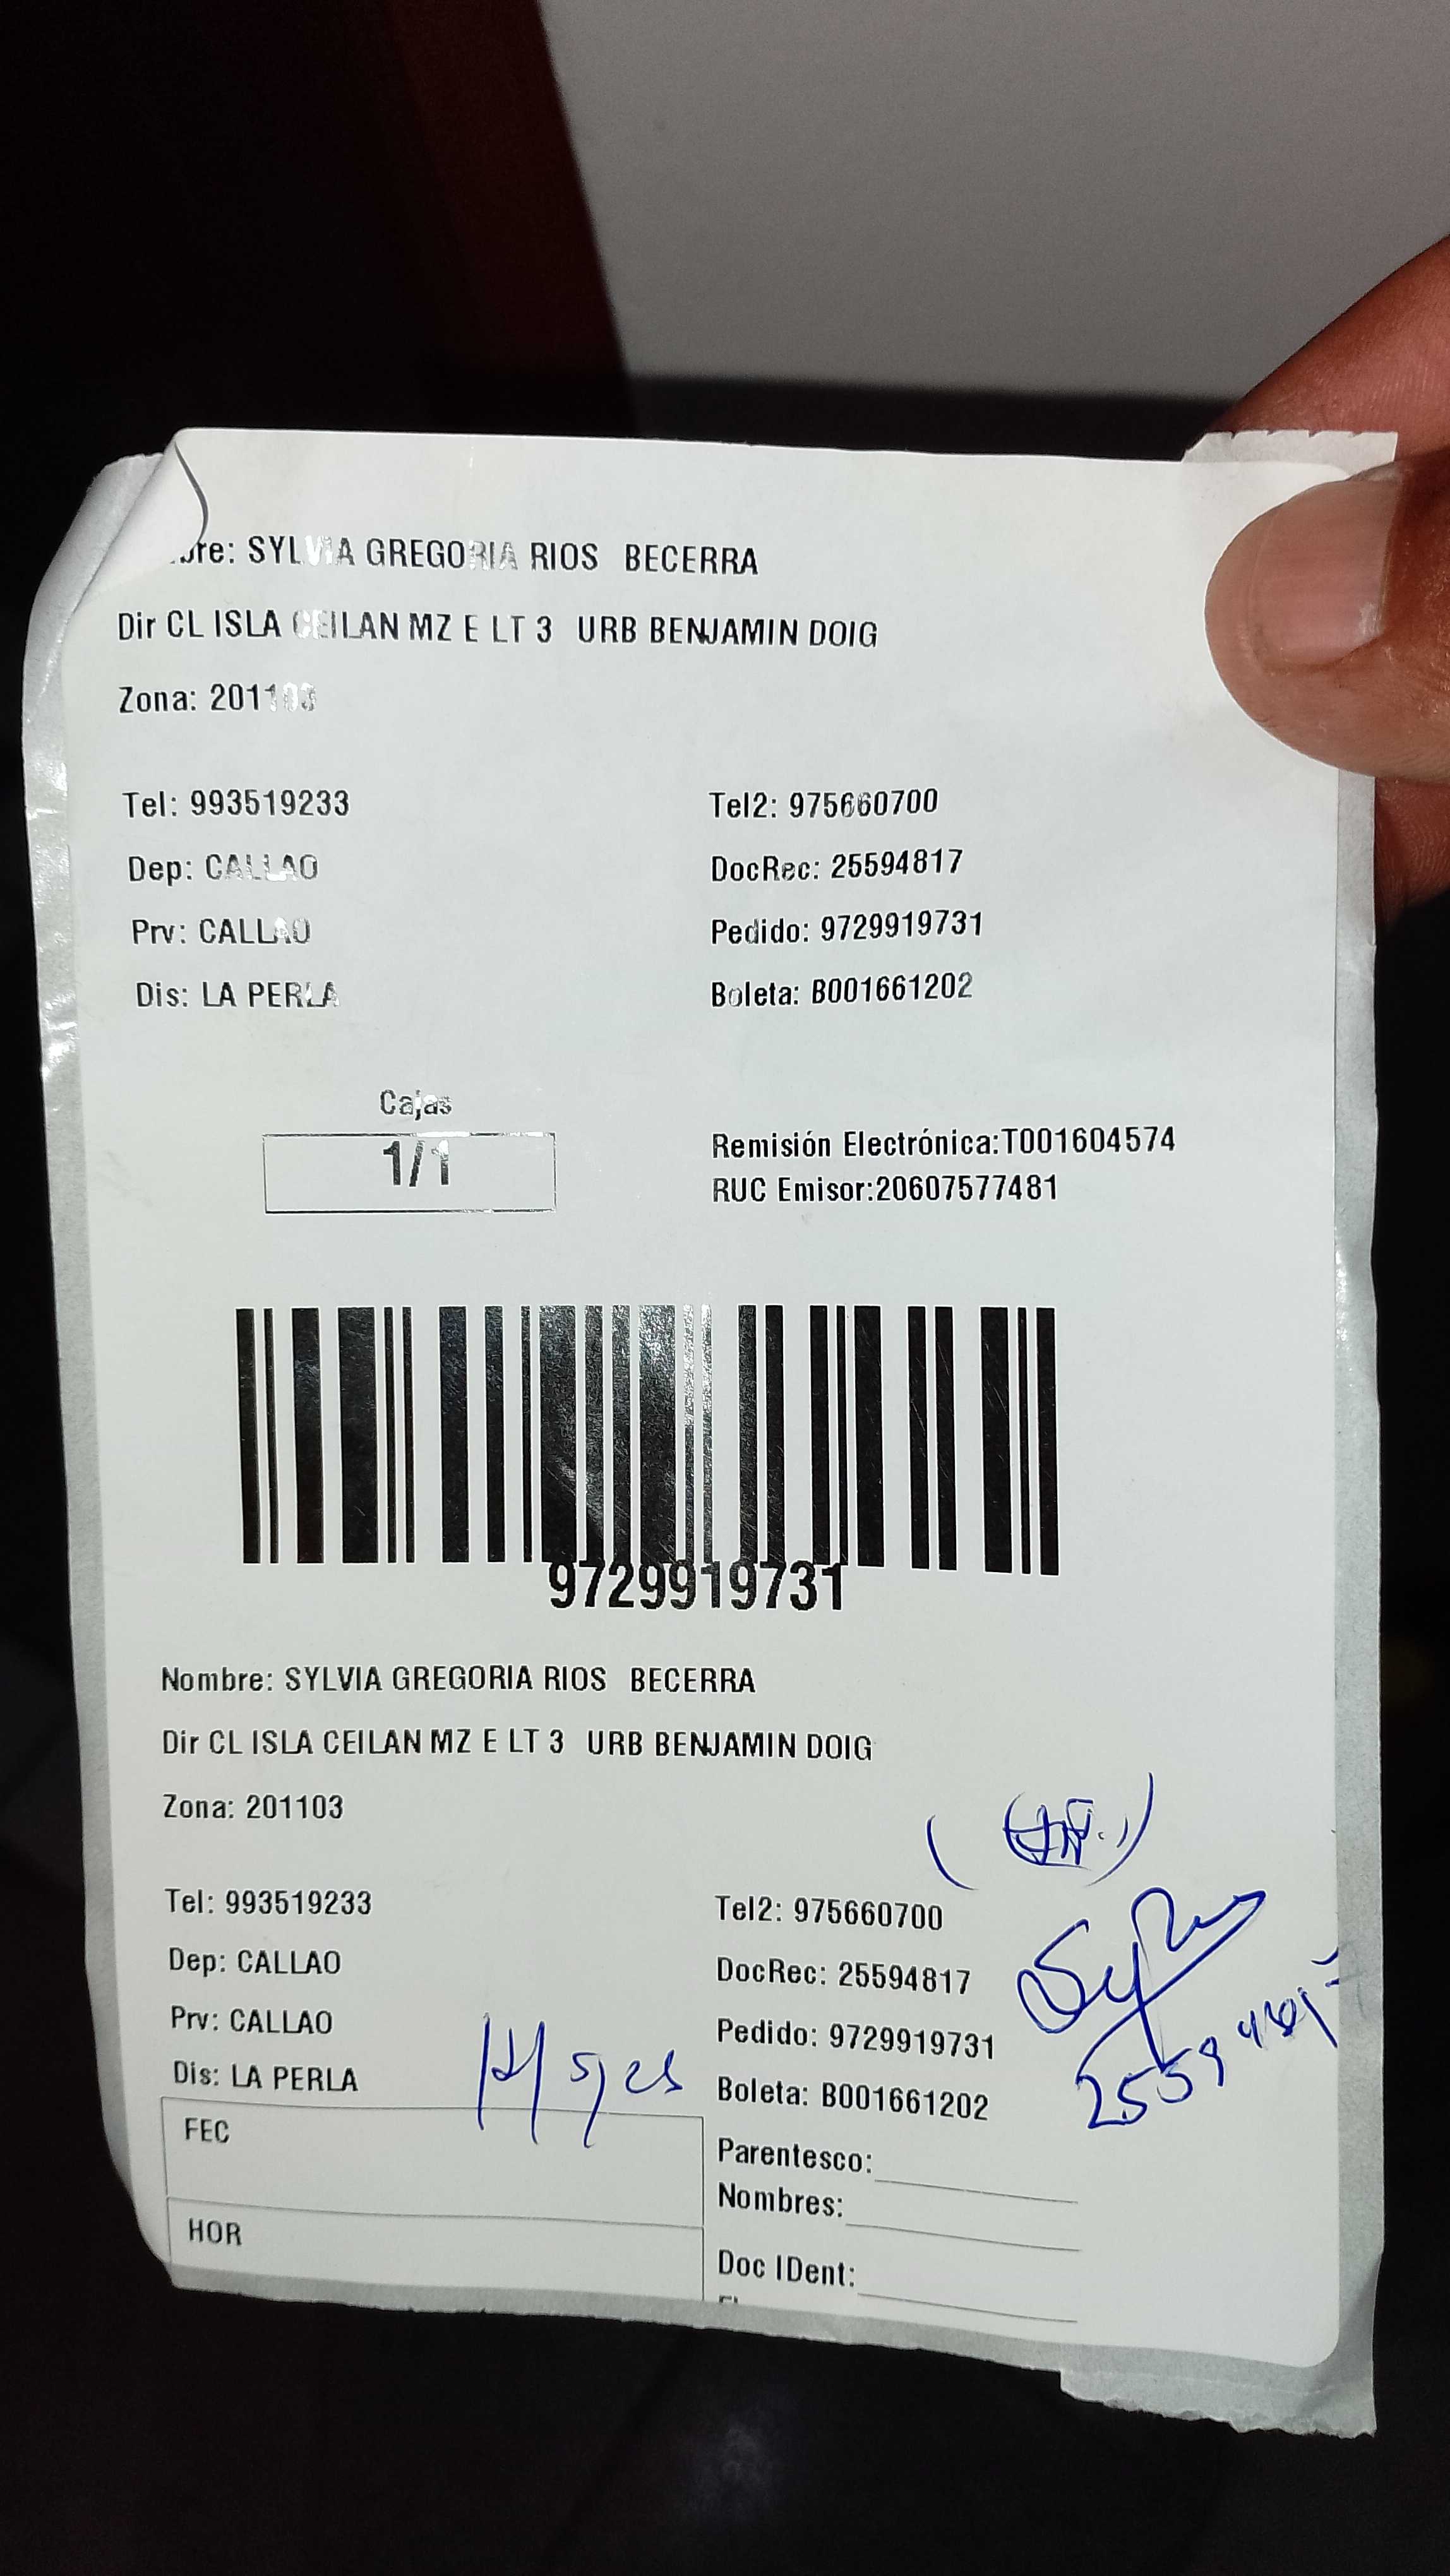 bre: SYLVIA GREGORIA RIOS BECERRA
Dir CL ISLA CEILAN MZ E LT 3 URB BENJAMIN DOIG
Zona: 201103
Tel: 993519233 Tel2: 975660700
Dep: CALLAO DocRec: 25594817
Prv: CALLAO Pedido: 9729919731
Dis: LA PERLA Boleta: B001661202
Cajas
1/1
Remisión Electrónica:T001604574
RUC Emisor:20607577481
9729919731
Nombre: SYLVIA GREGORIA RIOS BECERRA
Dir CL ISLA CEILAN MZ E LT 3 URB BENJAMIN DOIG
Zona: 201103
Tel: 993519233 Tel2: 975660700
Dep: CALLAO DocRec: 25594817
Prv: CALLAO Pedido: 9729919731
Dis: LA PERLA Boleta: B001661202
FEC
HOR
Parentesco:
Nombres:
Doc IDent: